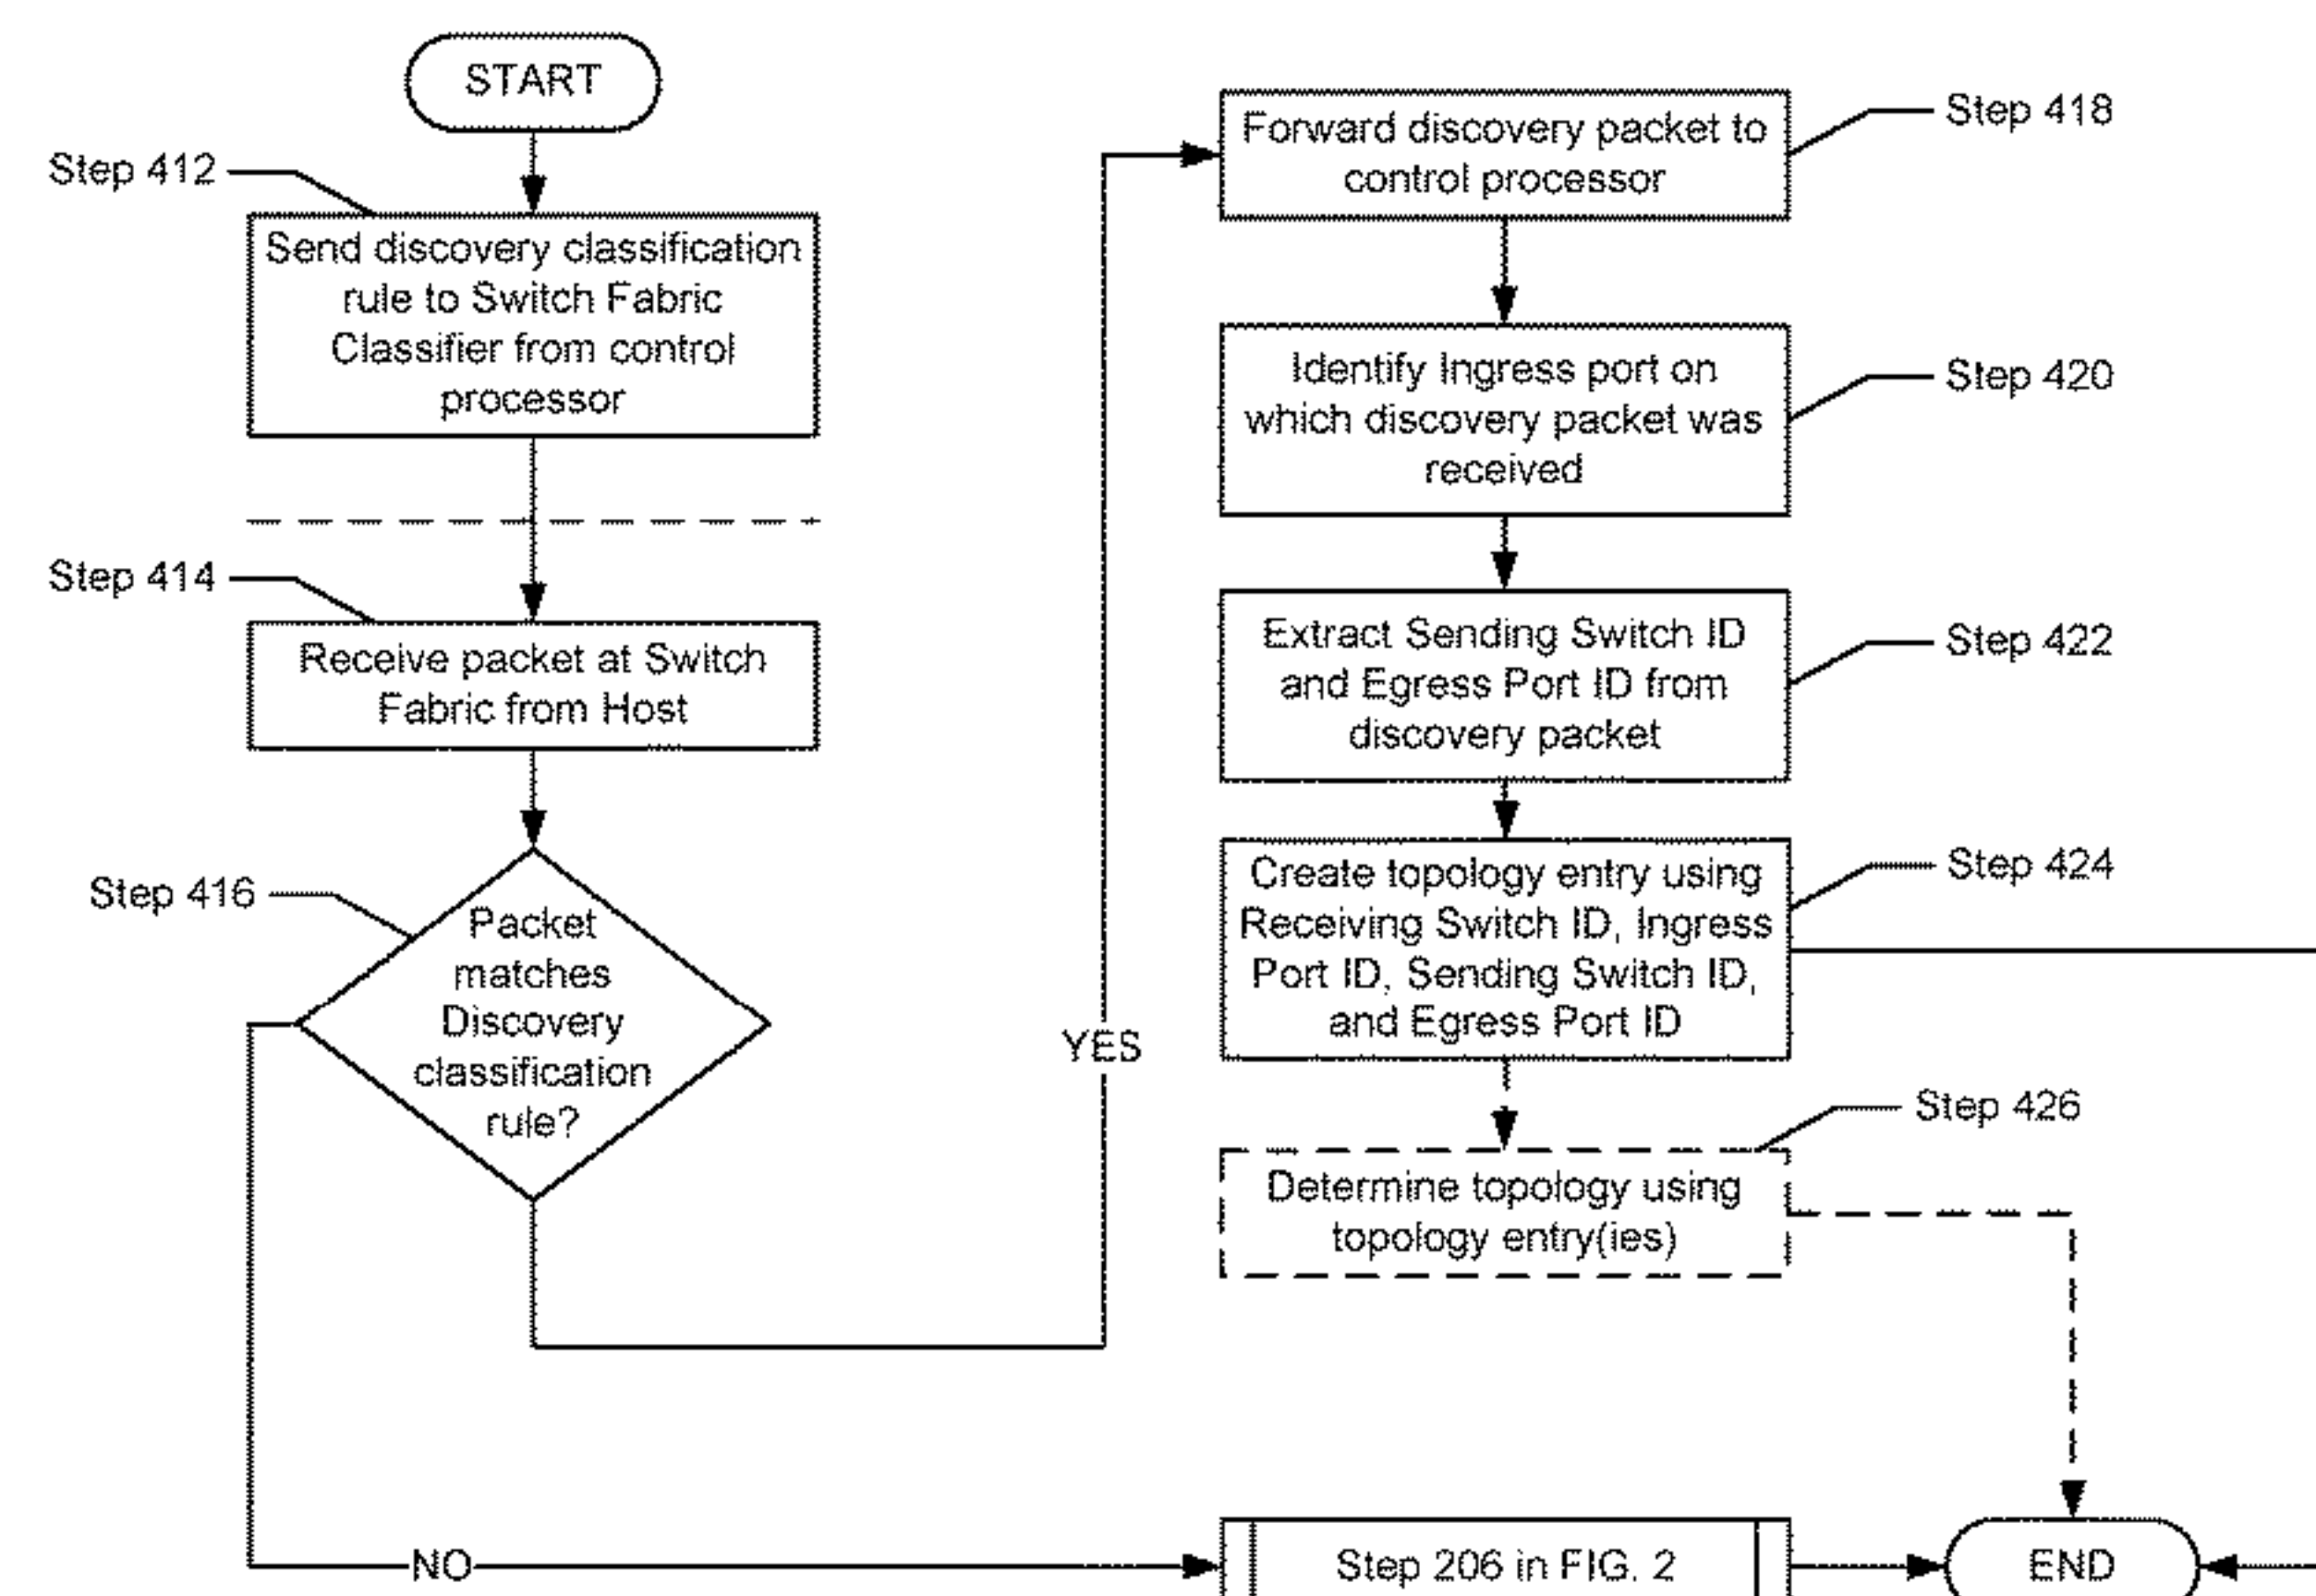 START
Step 412
Send discovery classification
rule to Switch Fabric
Classifier from control
processor
Step 414
Receive packet at Switch
Fabric from Host
Step 416
Packet
matches
Discovery
classification
rule?
YES
NO
Forward discovery packet to
control processor
Step 418
Identify Ingress port on
which discovery packet was
received
Step 420
Extract Sending Switch ID
and Egress Port ID from
discovery packet
Step 422
Create topology entry using
Receiving Switch ID, Ingress
Port ID, Sending Switch ID,
and Egress Port ID
Step 424
Step 426
Determine topology using
topology entry(ies)
Step 206 in FIG. 2
END